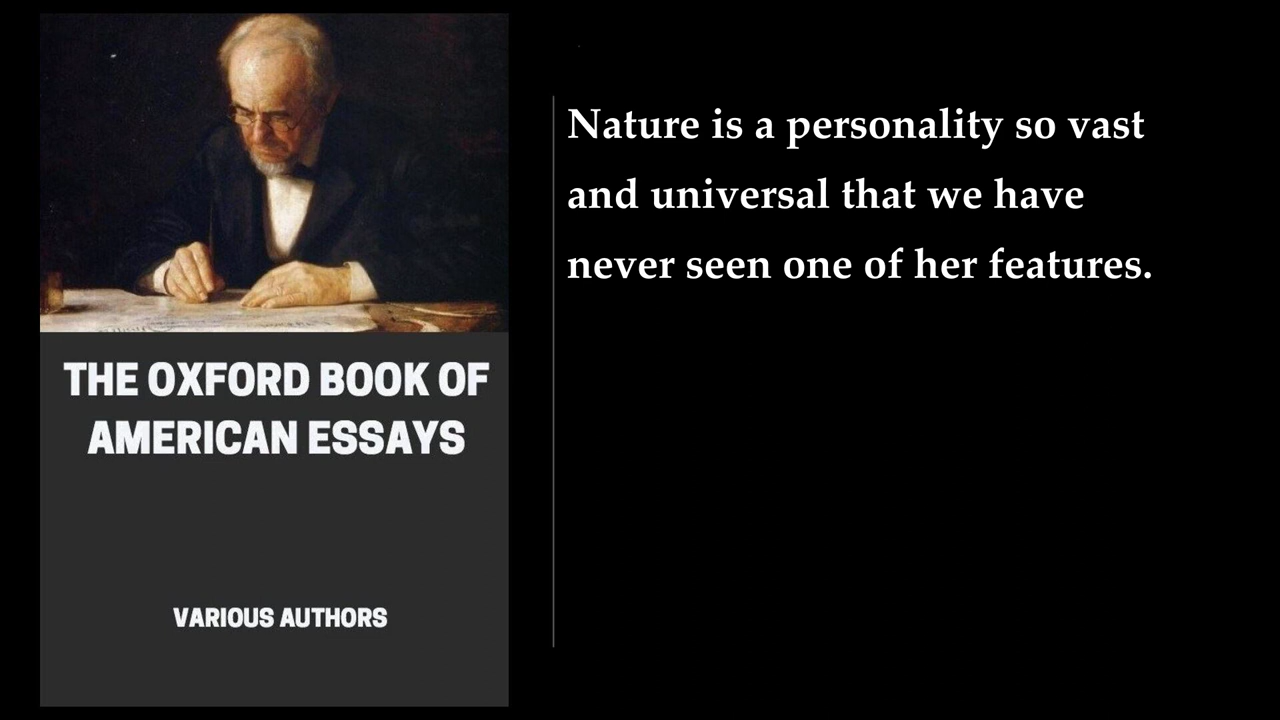 THE OXFORD BOOK OF
AMERICAN ESSAYS
VARIOUS AUTHORS
Nature is a personality so vast
and universal that we have
never seen one of her features.